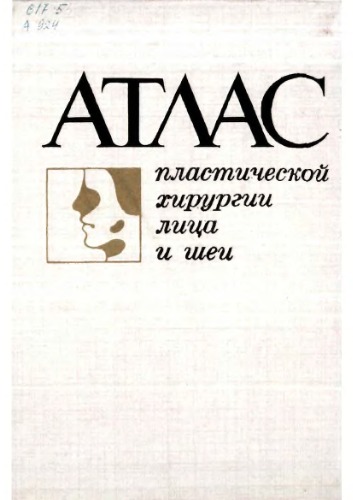 617.5
А 924
АТЛАС
пластической
хирургии
лица
и шеи